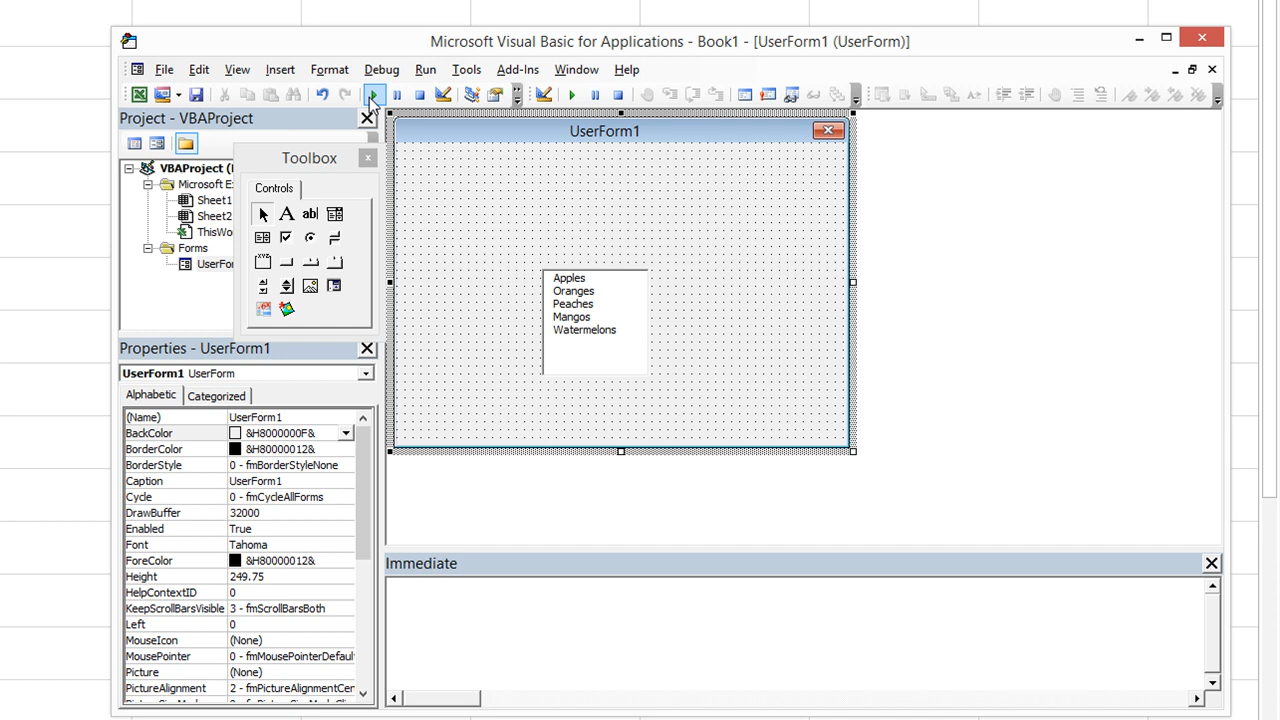 Microsoft Visual Basic for Applications - Book1 - [UserForm1 (UserForm)]
File Edit View Insert Format Debug Run Tools Add-Ins Window Help
Project - VBAProject
VBAProject (
Microsoft E
Sheet1
Sheet2
ThisWo
Forms
UserFo
Toolbox
Controls
A ab|
XYZ
UserForm1
Apples
Oranges
Peaches
Mangos
Watermelons
Properties - UserForm1
UserForm1 UserForm
Alphabetic Categorized
(Name) UserForm1
BackColor &H8000000F&
BorderColor &H80000012&
BorderStyle 0 - fmBorderStyleNone
Caption UserForm1
Cycle 0 - fmCycleAllForms
DrawBuffer 32000
Enabled True
Font Tahoma
ForeColor &H80000012&
Height 249.75
HelpContextID 0
KeepScrollBarsVisible 3 - fmScrollBarsBoth
Left 0
MouseIcon (None)
MousePointer 0 - fmMousePointerDefaul
Picture (None)
PictureAlignment 2 - fmPictureAlignmentCen
Immediate